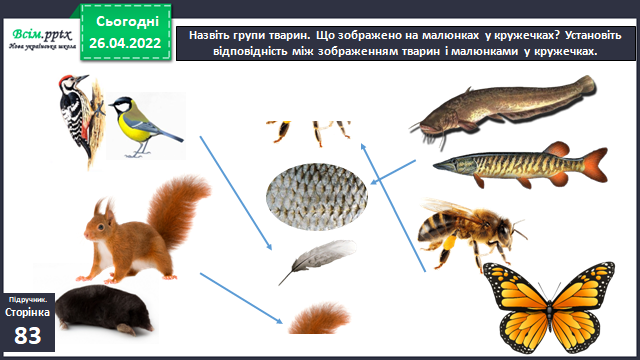 Всім.pptx
Нова українська школа
Сьогодні
26.04.2022
Назвіть групи тварин. Що зображено на малюнках у кружечках? Установіть
відповідність між зображенням тварин і малюнками у кружечках.
Підручник.
Сторінка
83